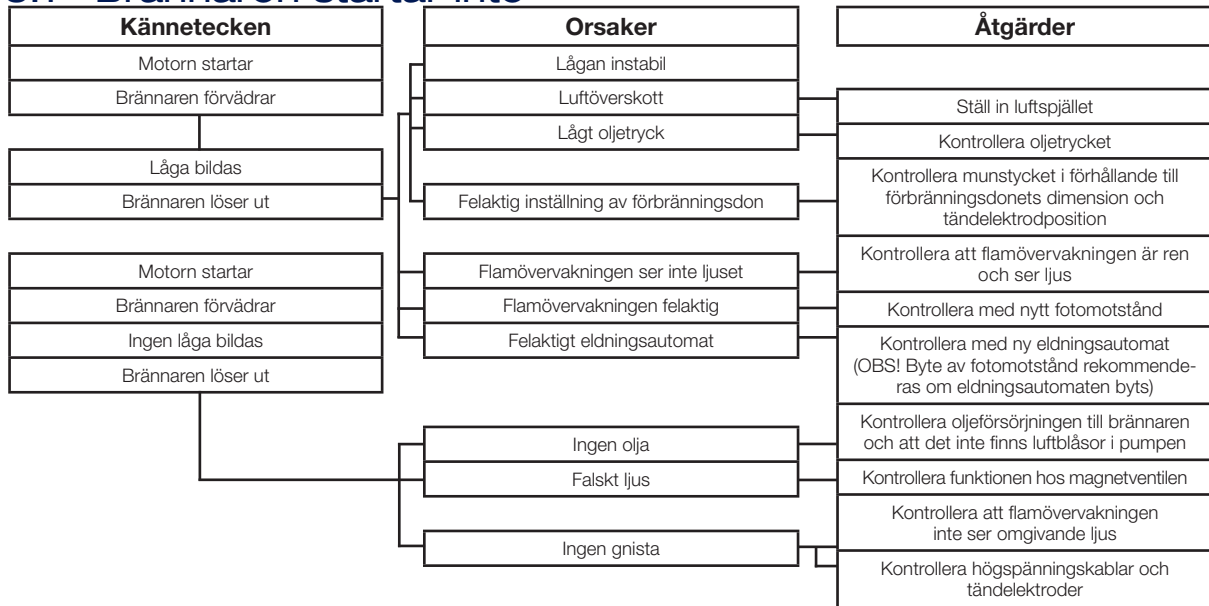 Brännaren startar inte
Kännetecken
Motorn startar
Brännaren förvädrar
Låga bildas
Brännaren löser ut
Motorn startar
Brännaren förvädrar
Ingen låga bildas
Brännaren löser ut
Orsaker
Lågan instabil
Luftöverskott
Lågt oljetryck
Felaktig inställning av förbränningsdon
Flamövervakningen ser inte ljuset
Flamövervakningen felaktig
Felaktigt eldningsautomat
Ingen olja
Falskt ljus
Ingen gnista
Åtgärder
Ställ in luftspjället
Kontrollera oljetrycket
Kontrollera munstycket i förhållande till
förbränningsdonets dimension och
tändelektrodposition
Kontrollera att flamövervakningen är ren
och ser ljus
Kontrollera med nytt fotomotstånd
Kontrollera med ny eldningsautomat
(OBS! Byte av fotomotstånd rekommende-
ras om eldningsautomaten byts)
Kontrollera oljeförsörjningen till brännaren
och att det inte finns luftblåsor i pumpen
Kontrollera funktionen hos magnetventilen
Kontrollera att flamövervakningen
inte ser omgivande ljus
Kontrollera högspänningskablar och
tändelektroder